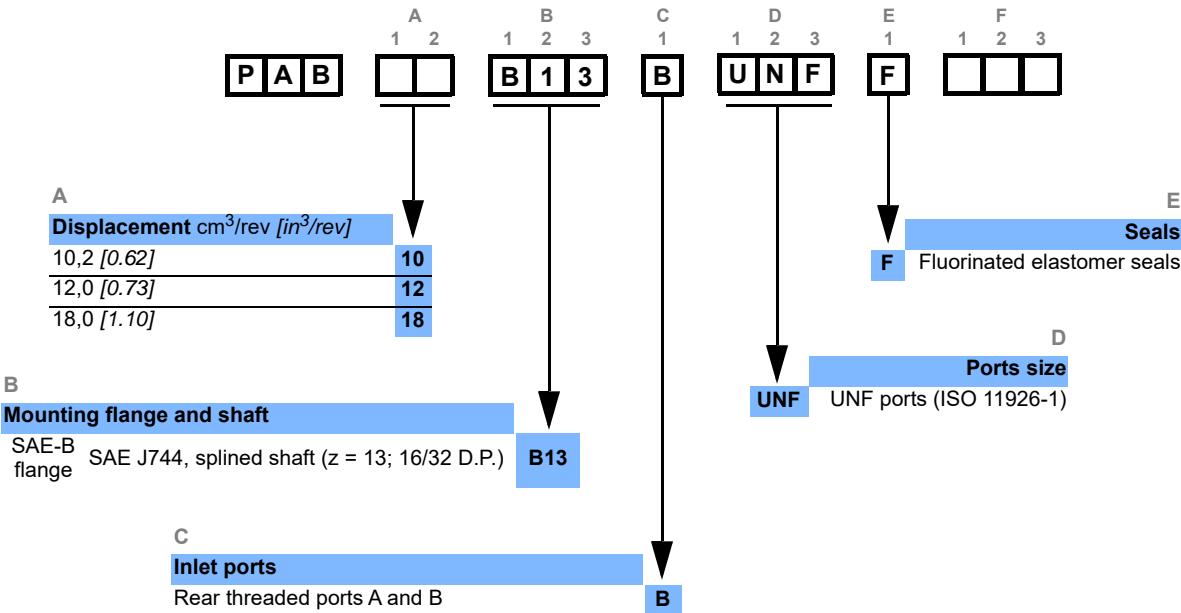 A B C D E F
1 2 1 2 3 1 1 2 3 1 1 2 3
P A B B 1 3 B U N F F
A
Displacement cm³/rev [in³/rev]
10,2 [0.62] 10
12,0 [0.73] 12
18,0 [1.10] 18
E
Seals
F Fluorinated elastomer seals
D
Ports size
UNF UNF ports (ISO 11926-1)
B
Mounting flange and shaft
SAE-B
flange
SAE J744, splined shaft (z = 13; 16/32 D.P.) B13
C
Inlet ports
Rear threaded ports A and B B